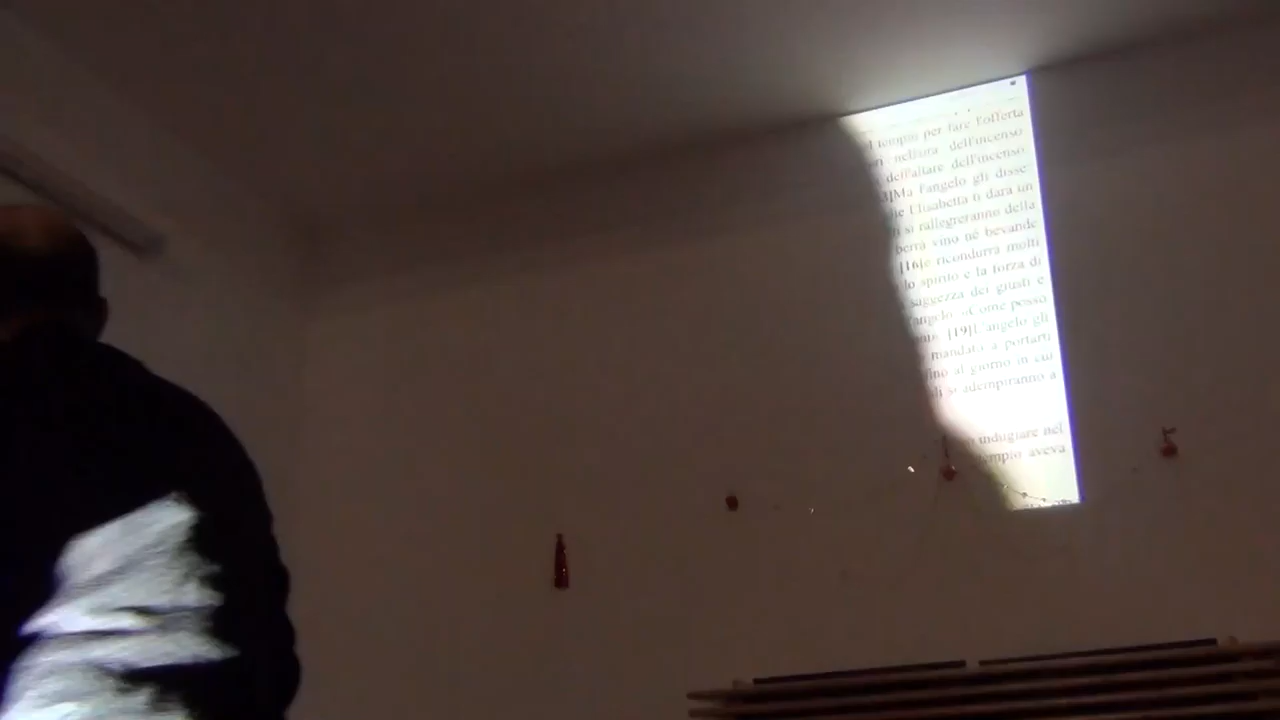 tempio per fare l'offerta
nell'ora dell'incenso
dell'altare dell'incenso
3]Ma l'angelo gli disse
Elisabetta ti darà un
si rallegreranno della
berrà vino né bevande
[16]e ricondurrà molti
lo spirito e la forza di
saggezza dei giusti e
angelo: «Come posso
[19]L'angelo gli
mandato a portarti
ino al giorno in cui
si adempiranno a
indugiare nel
tempio aveva